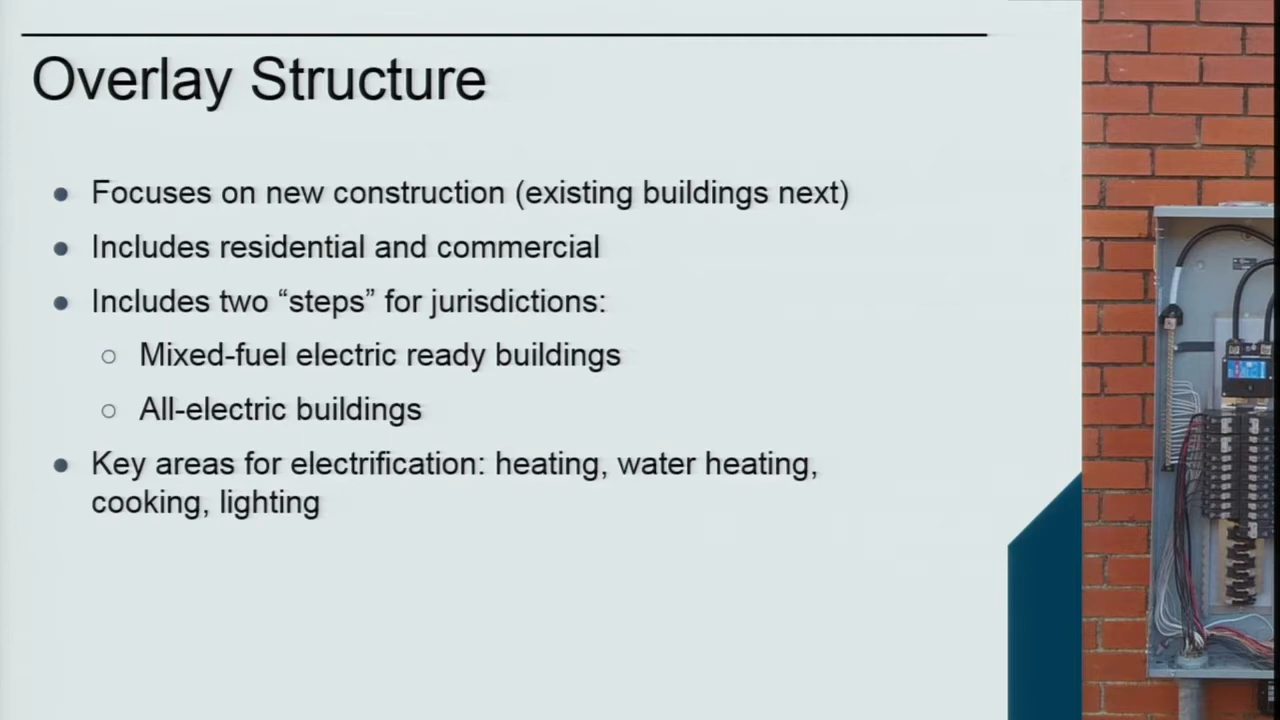 Overlay Structure
Focuses on new construction (existing buildings next)
Includes residential and commercial
Includes two “steps” for jurisdictions:
Mixed-fuel electric ready buildings
All-electric buildings
Key areas for electrification: heating, water heating,
cooking, lighting